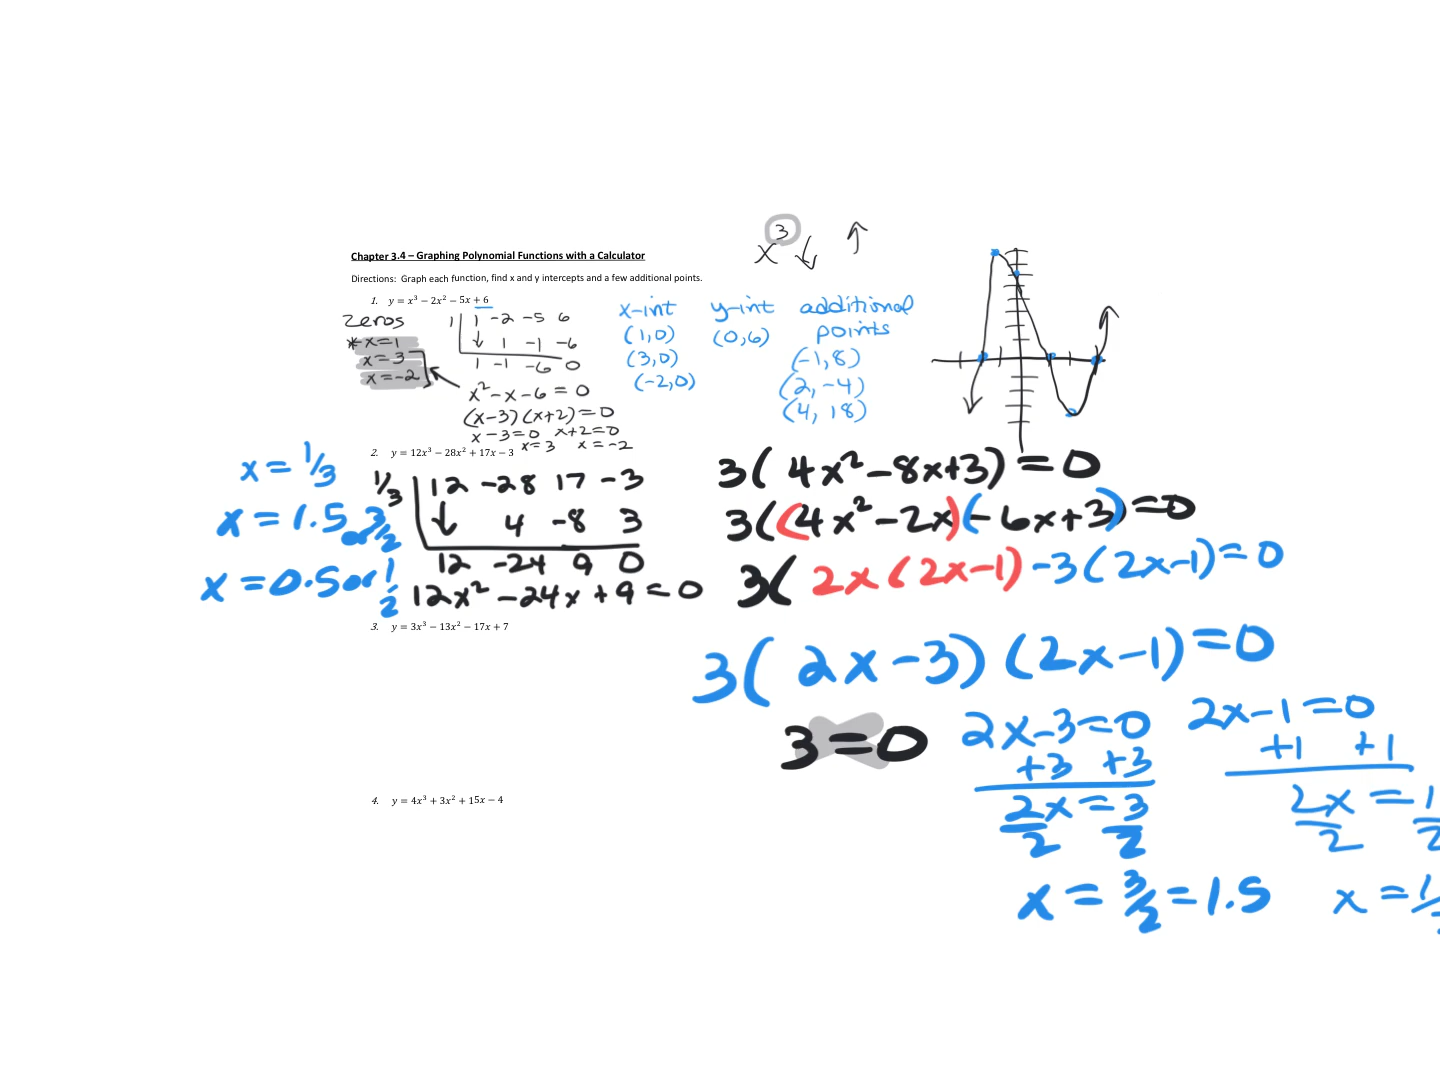 x³ ↓ ↑
Chapter 3.4 – Graphing Polynomial Functions with a Calculator
Directions: Graph each function, find x and y intercepts and a few additional points.
1. y = x³ − 2x² − 5x + 6
zeros
* x = 1
x = 3
x = −2
1 | 1 −2 −5 6
↓ 1 −1 −6
1 −1 −6 0
x² − x − 6 = 0
(x−3)(x+2) = 0
x − 3 = 0 x + 2 = 0
x = 3 x = −2
x-int
(1,0)
(3,0)
(−2,0)
y-int
(0,6)
additional
points
(−1,8)
(2,−4)
(4, 18)
2. y = 12x³ − 28x² + 17x − 3
x = 1/3
x = 1.5 or 3/2
x = 0.5 or 1/2
1/3 | 12 −28 17 −3
↓ 4 −8 3
12 −24 9 0
12x² − 24x + 9 = 0
3(4x² − 8x + 3) = 0
3((4x² − 2x)(− 6x + 3)) = 0
3(2x(2x−1) −3(2x−1) = 0
3(2x−3)(2x−1) = 0
3 = 0
2x−3 = 0
+3 +3
2x = 3
2 2
x = 3/2 = 1.5
2x−1 = 0
+1 +1
2x = 1
2 2
x = 1/
3. y = 3x³ − 13x² − 17x + 7
4. y = 4x³ + 3x² + 15x − 4